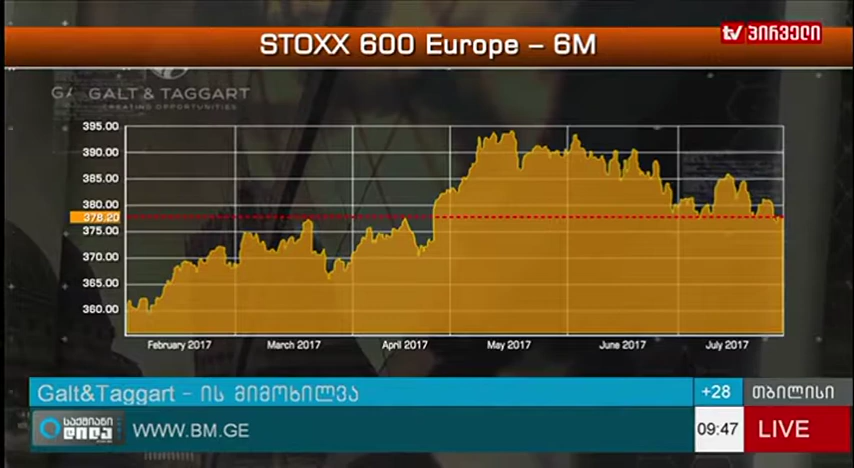 STOXX 600 Europe – 6M
tv პირველი
GALT & TAGGART
CREATING OPPORTUNITIES
395.00
390.00
385.00
380.00
378.20
375.00
370.00
365.00
360.00
February 2017
March 2017
April 2017
May 2017
June 2017
July 2017
Galt&Taggart - ის მიმოხილვა
+28
თბილისი
საქმიანი
დილა
WWW.BM.GE
09:47
LIVE